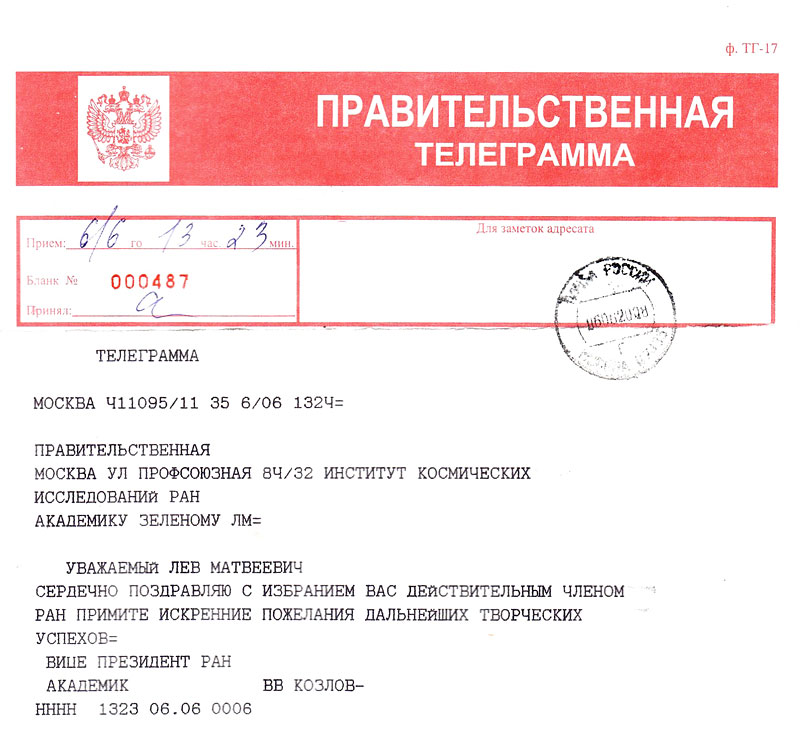 ф. ТГ-17
ПРАВИТЕЛЬСТВЕННАЯ
ТЕЛЕГРАММА
Прием: 6/6 го 13 час. 23 мин.
Бланк № 000487
Принял:
Для заметок адресата
ПОЧТА РОССИИ
06062008
ТЕЛЕГРАММА
МОСКВА Ч11095/11 35 6/06 132Ч=
ПРАВИТЕЛЬСТВЕННАЯ
МОСКВА УЛ ПРОФСОЮЗНАЯ 8Ч/32 ИНСТИТУТ КОСМИЧЕСКИХ
ИССЛЕДОВАНИЙ РАН
АКАДЕМИКУ ЗЕЛЕНОМУ ЛМ=
УВАЖАЕМЫЙ ЛЕВ МАТВЕЕВИЧ
СЕРДЕЧНО ПОЗДРАВЛЯЮ С ИЗБРАНИЕМ ВАС ДЕЙСТВИТЕЛЬНЫМ ЧЛЕНОМ
РАН ПРИМИТЕ ИСКРЕННИЕ ПОЖЕЛАНИЯ ДАЛЬНЕЙШИХ ТВОРЧЕСКИХ
УСПЕХОВ=
ВИЦЕ ПРЕЗИДЕНТ РАН
АКАДЕМИК ВВ КОЗЛОВ-
НННН 1323 06.06 0006